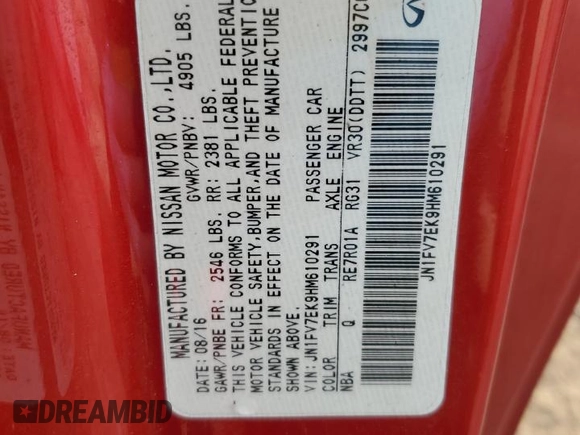 MANUFACTURED BY NISSAN MOTOR CO.,LTD.
GVWR/PNBV: 4905 LBS.
DATE: 08/16
GAWR/PNBE FR: 2546 LBS. RR: 2381 LBS.
THIS VEHICLE CONFORMS TO ALL APPLICABLE FEDERAL
MOTOR VEHICLE SAFETY,BUMPER,AND THEFT PREVENTION
STANDARDS IN EFFECT ON THE DATE OF MANUFACTURE
SHOWN ABOVE.
VIN:JN1FV7EK9HM610291 PASSENGER CAR
COLOR TRIM TRANS AXLE ENGINE
NBA Q RE7R01A RG31 VR30(DDTT) 2997CC
JN1FV7EK9HM610291
DREAMBID